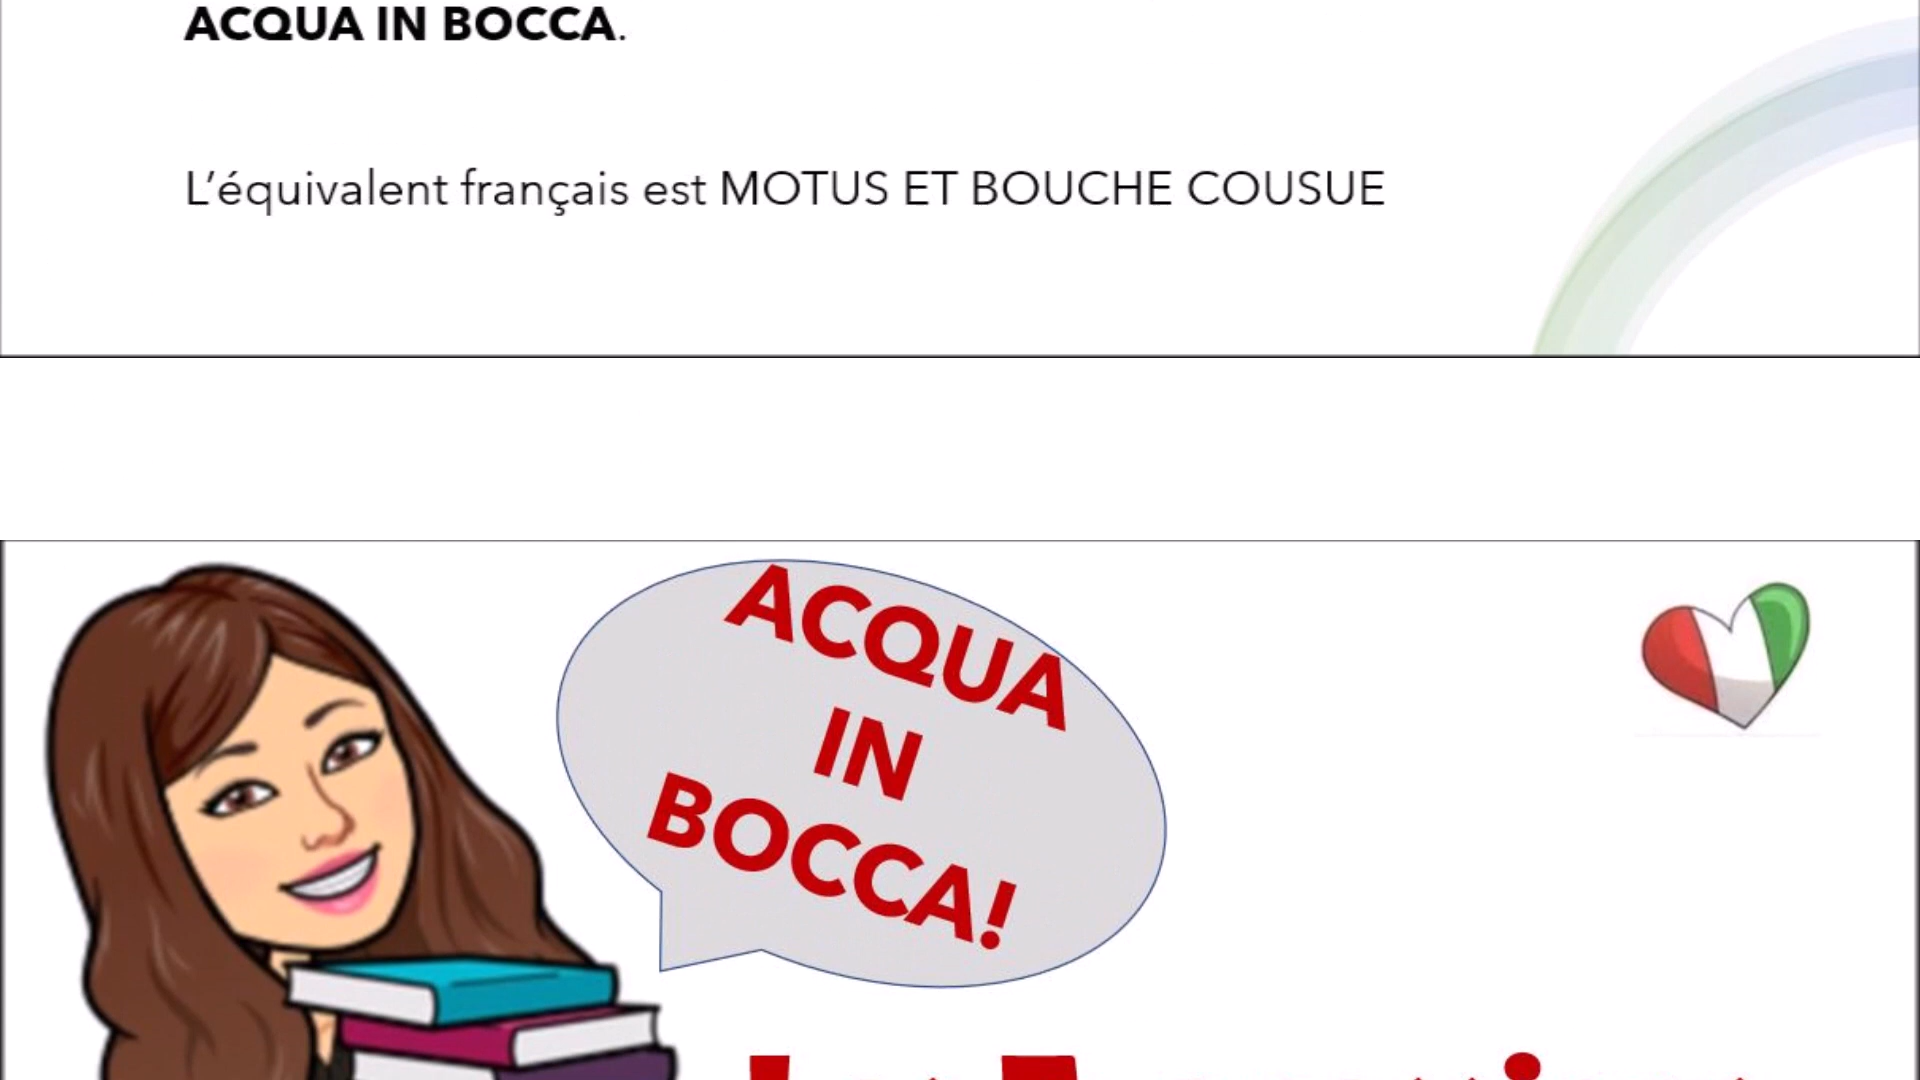 ACQUA IN BOCCA.
L’équivalent français est MOTUS ET BOUCHE COUSUE
ACQUA
IN
BOCCA!